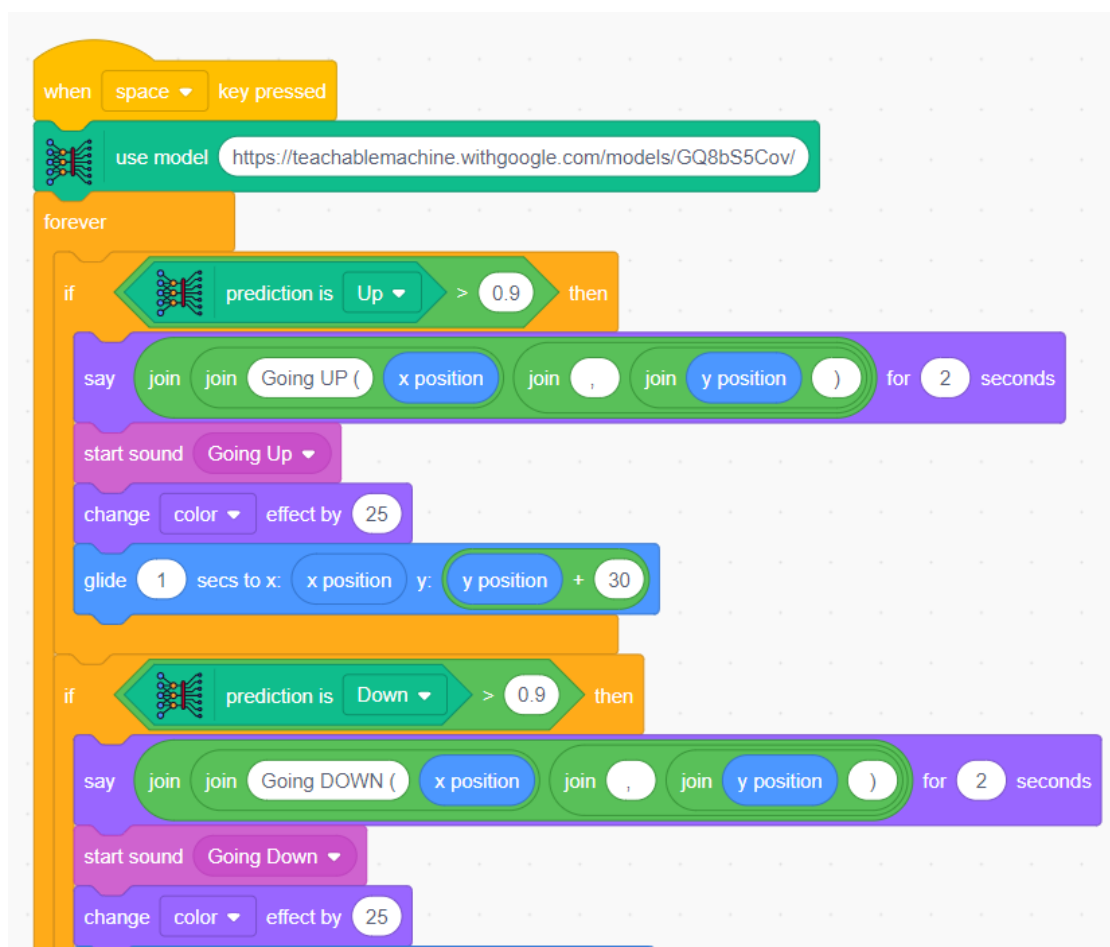 when space key pressed
use model https://teachablemachine.withgoogle.com/models/GQ8bS5Cov/
forever
if prediction is Up > 0.9 then
say join join Going UP ( x position join , join y position ) for 2 seconds
start sound Going Up
change color effect by 25
glide 1 secs to x: x position y: y position + 30
if prediction is Down > 0.9 then
say join join Going DOWN ( x position join , join y position ) for 2 seconds
start sound Going Down
change color effect by 25